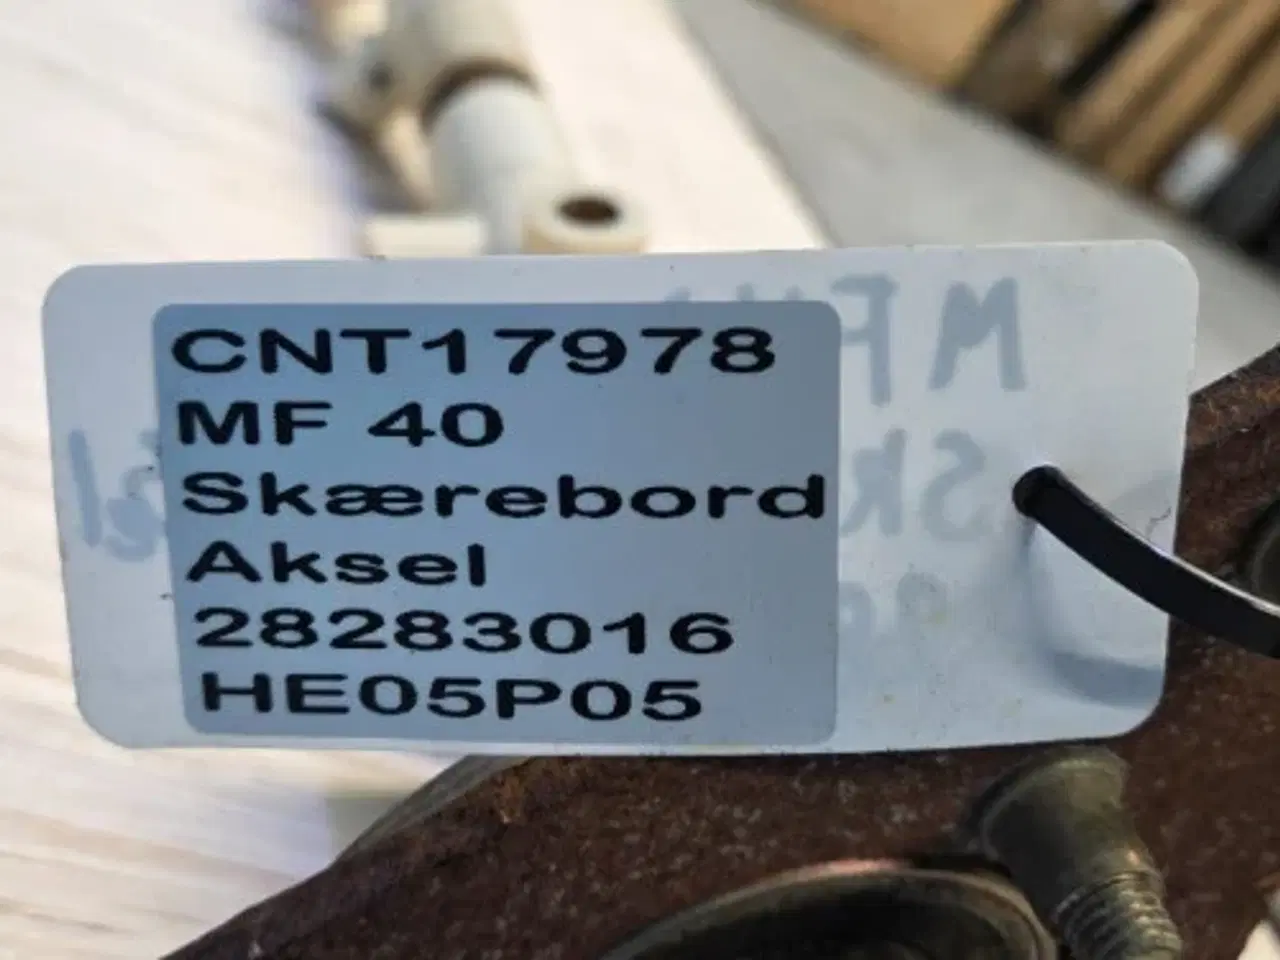 CNT17978
MF 40
Skærebord
Aksel
28283016
HE05P05